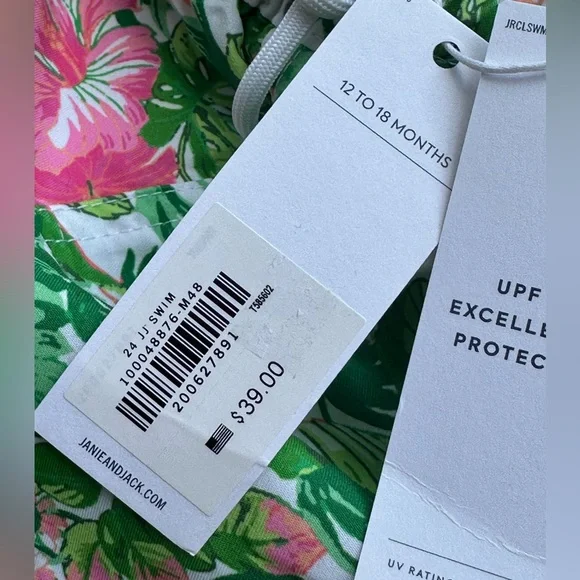 12 TO 18 MONTHS
24 JJ SWIM
100048876-M48
200627891
T585602
$39.00
JANIEANDJACK.COM
JRCLSWM
UPF
EXCELLE
PROTEC
UV RATIN